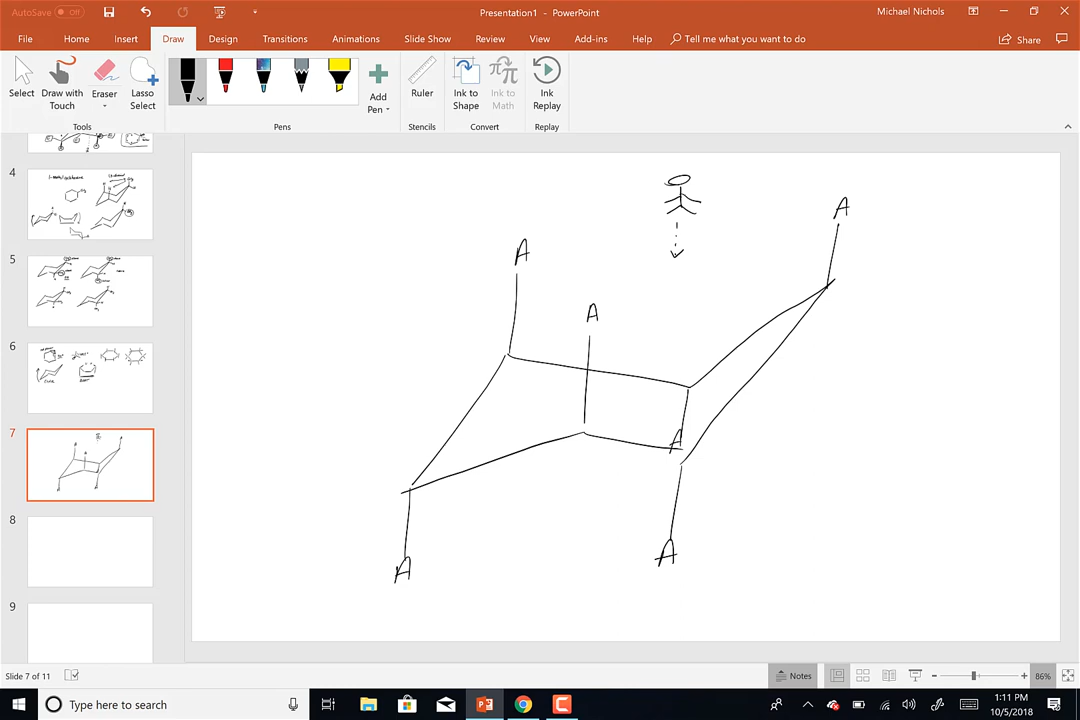 AutoSave Off
Presentation1 - PowerPoint
Michael Nichols
File Home Insert Draw Design Transitions Animations Slide Show Review View Add-ins Help Tell me what you want to do
Share
Select
Draw with Touch
Eraser
Lasso Select
Add Pen
Ruler
Ink to Shape
Ink to Math
Ink Replay
Tools Pens Stencils Convert Replay
4
5
6
7
8
9
A
A
A
A
A
A
Slide 7 of 11
Notes
86%
Type here to search
1:11 PM
10/5/2018